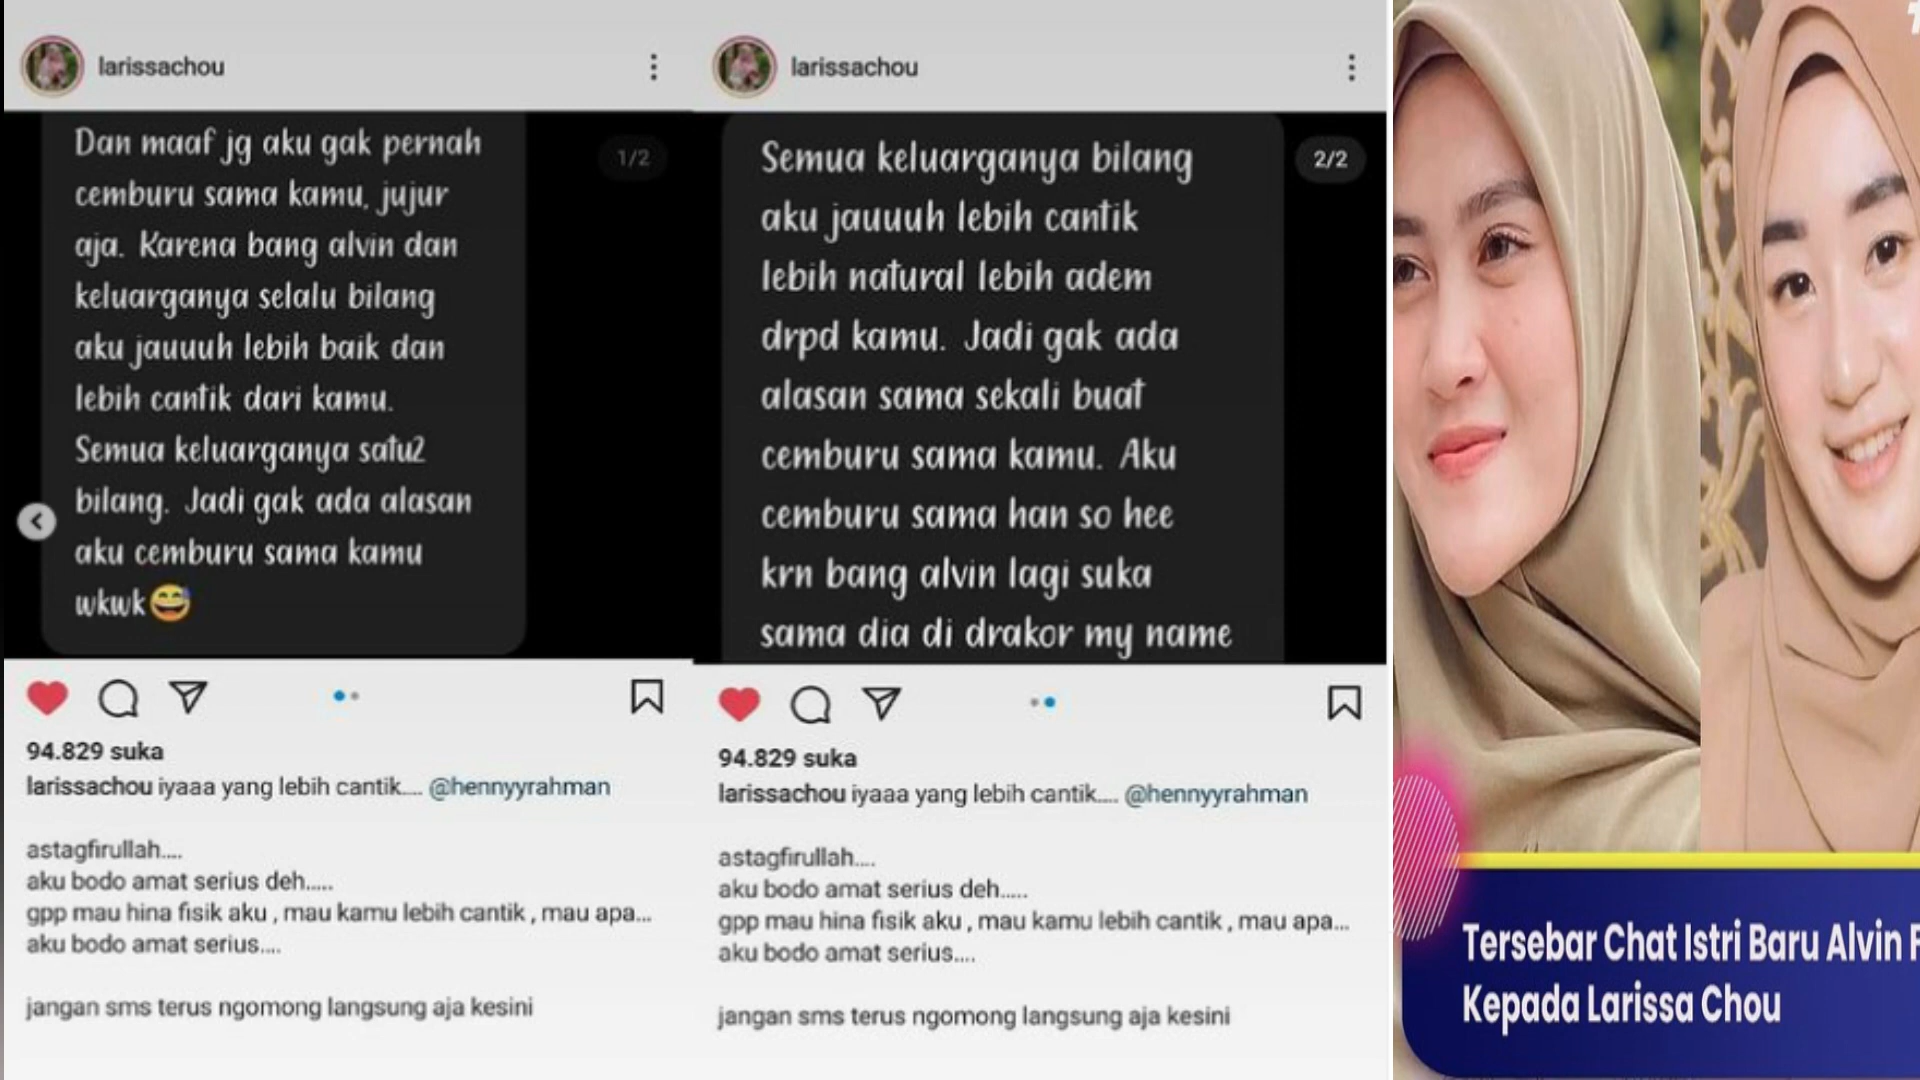 larissachou
Dan maaf jg aku gak pernah
cemburu sama kamu, jujur
aja. Karena bang alvin dan
keluarganya selalu bilang
aku jauuuh lebih baik dan
lebih cantik dari kamu.
Semua keluarganya satu2
bilang. Jadi gak ada alasan
aku cemburu sama kamu
wkwk😅
1/2
94.829 suka
larissachou iyaaa yang lebih cantik.... @hennyyrahman
astagfirullah....
aku bodo amat serius deh.....
gpp mau hina fisik aku , mau kamu lebih cantik , mau apa...
aku bodo amat serius....
jangan sms terus ngomong langsung aja kesini
larissachou
Semua keluarganya bilang
aku jauuuh lebih cantik
lebih natural lebih adem
drpd kamu. Jadi gak ada
alasan sama sekali buat
cemburu sama kamu. Aku
cemburu sama han so hee
krn bang alvin lagi suka
sama dia di drakor my name
2/2
94.829 suka
larissachou iyaaa yang lebih cantik.... @hennyyrahman
astagfirullah....
aku bodo amat serius deh.....
gpp mau hina fisik aku , mau kamu lebih cantik , mau apa...
aku bodo amat serius....
jangan sms terus ngomong langsung aja kesini
Tersebar Chat Istri Baru Alvin
Kepada Larissa Chou